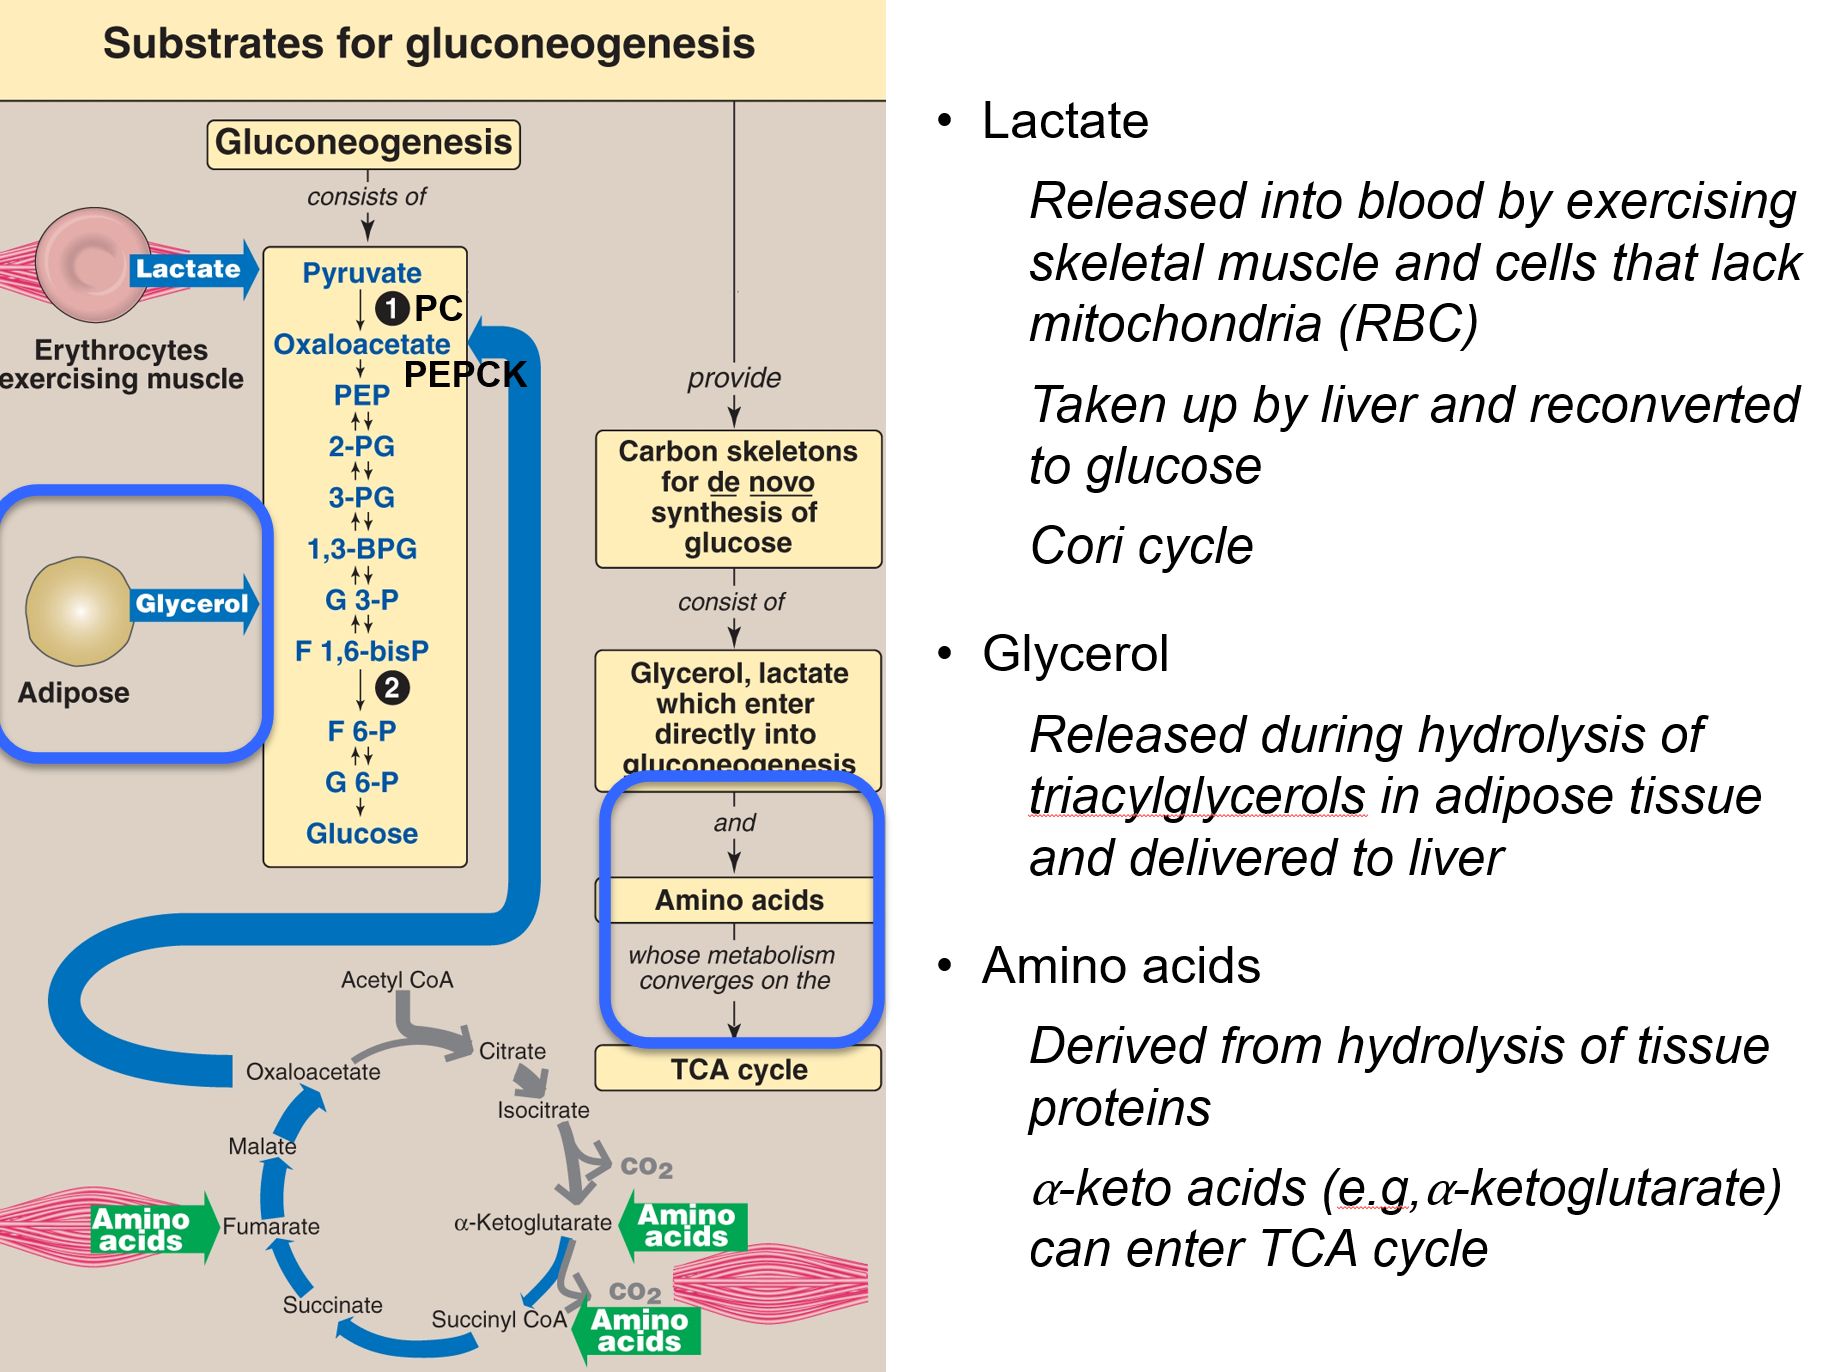 Substrates for gluconeogenesis
Gluconeogenesis
consists of
Lactate
Erythrocytes
exercising muscle
Pyruvate
1 PC
Oxaloacetate
PEPCK
PEP
2-PG
3-PG
1,3-BPG
G 3-P
F 1,6-bisP
2
F 6-P
G 6-P
Glucose
Glycerol
Adipose
provide
Carbon skeletons
for de novo
synthesis of
glucose
consist of
Glycerol, lactate
which enter
directly into
gluconeogenesis
and
Amino acids
whose metabolism
converges on the
TCA cycle
Acetyl CoA
Citrate
Oxaloacetate
Isocitrate
Malate
CO2
Amino
acids
Fumarate
α-Ketoglutarate
Amino
acids
CO2
Succinate
Succinyl CoA
Amino
acids
• Lactate
Released into blood by exercising
skeletal muscle and cells that lack
mitochondria (RBC)
Taken up by liver and reconverted
to glucose
Cori cycle
• Glycerol
Released during hydrolysis of
triacylglycerols in adipose tissue
and delivered to liver
• Amino acids
Derived from hydrolysis of tissue
proteins
α-keto acids (e.g,α-ketoglutarate)
can enter TCA cycle